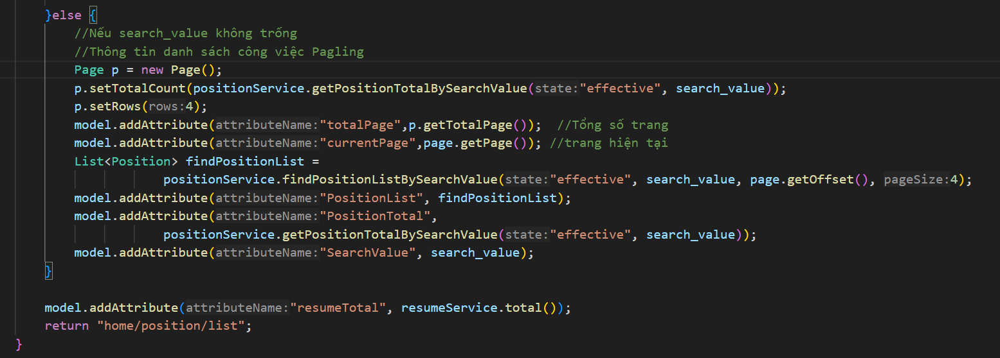 }else {
//Nếu search_value không trống
//Thông tin danh sách công việc Pagling
Page p = new Page();
p.setTotalCount(positionService.getPositionTotalBySearchValue(state:"effective", search_value));
p.setRows(rows:4);
model.addAttribute(attributeName:"totalPage",p.getTotalPage());  //Tổng số trang
model.addAttribute(attributeName:"currentPage",page.getPage()); //trang hiện tại
List<Position> findPositionList =
positionService.findPositionListBySearchValue(state:"effective", search_value, page.getOffset(), pageSize:4);
model.addAttribute(attributeName:"PositionList", findPositionList);
model.addAttribute(attributeName:"PositionTotal",
positionService.getPositionTotalBySearchValue(state:"effective", search_value));
model.addAttribute(attributeName:"SearchValue", search_value);
}
model.addAttribute(attributeName:"resumeTotal", resumeService.total());
return "home/position/list";
}